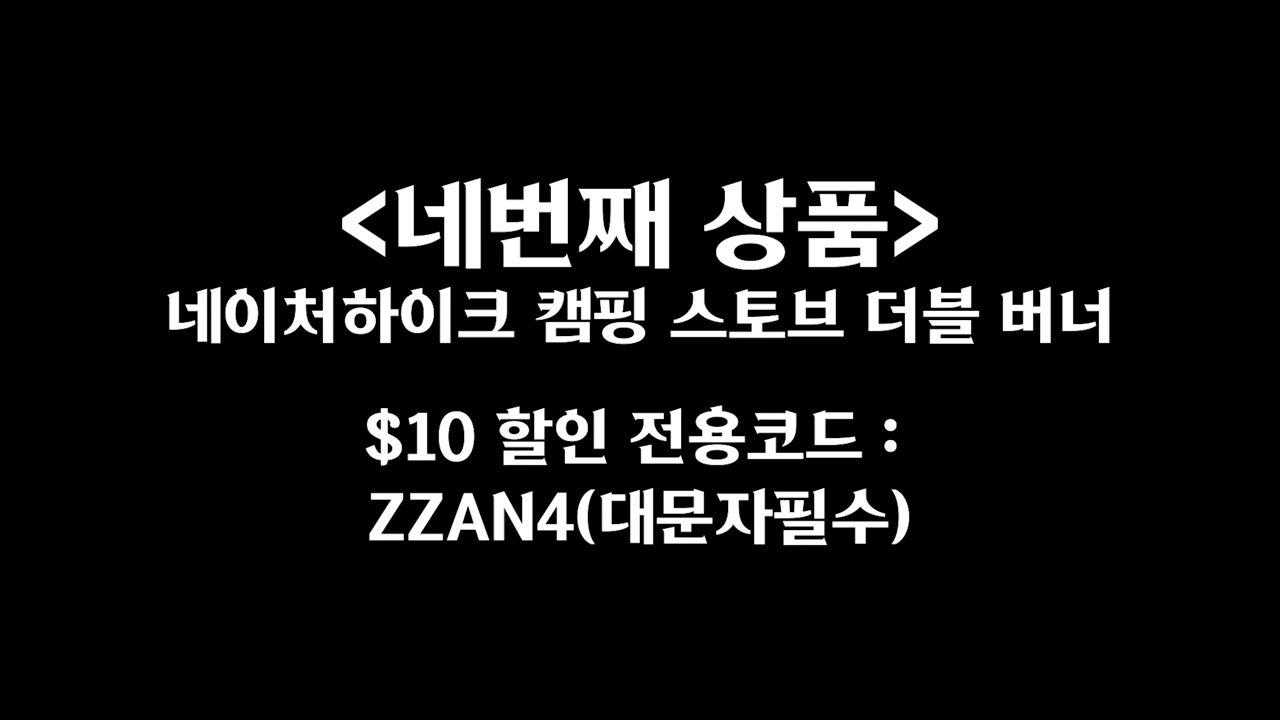 <네번째 상품>
네이처하이크 캠핑 스토브 더블 버너
$10 할인 전용코드 :
ZZAN4(대문자필수)